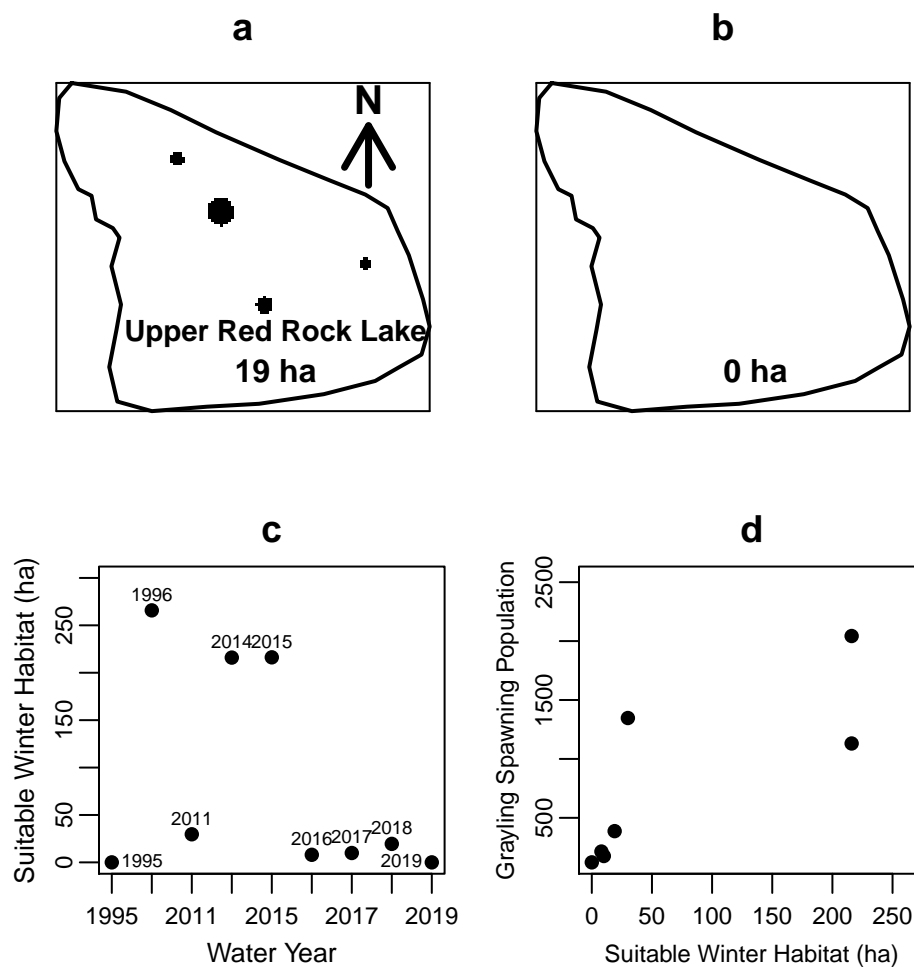 a
b
N
Upper Red Rock Lake
19 ha
0 ha
c
d
Suitable Winter Habitat (ha)
0 50 150 250
1996
2014 2015
2011
2016 2017 2018
1995
2019
1995 2011 2015 2017 2019
Water Year
Grayling Spawning Population
500 1500 2500
0 50 100 150 200 250
Suitable Winter Habitat (ha)